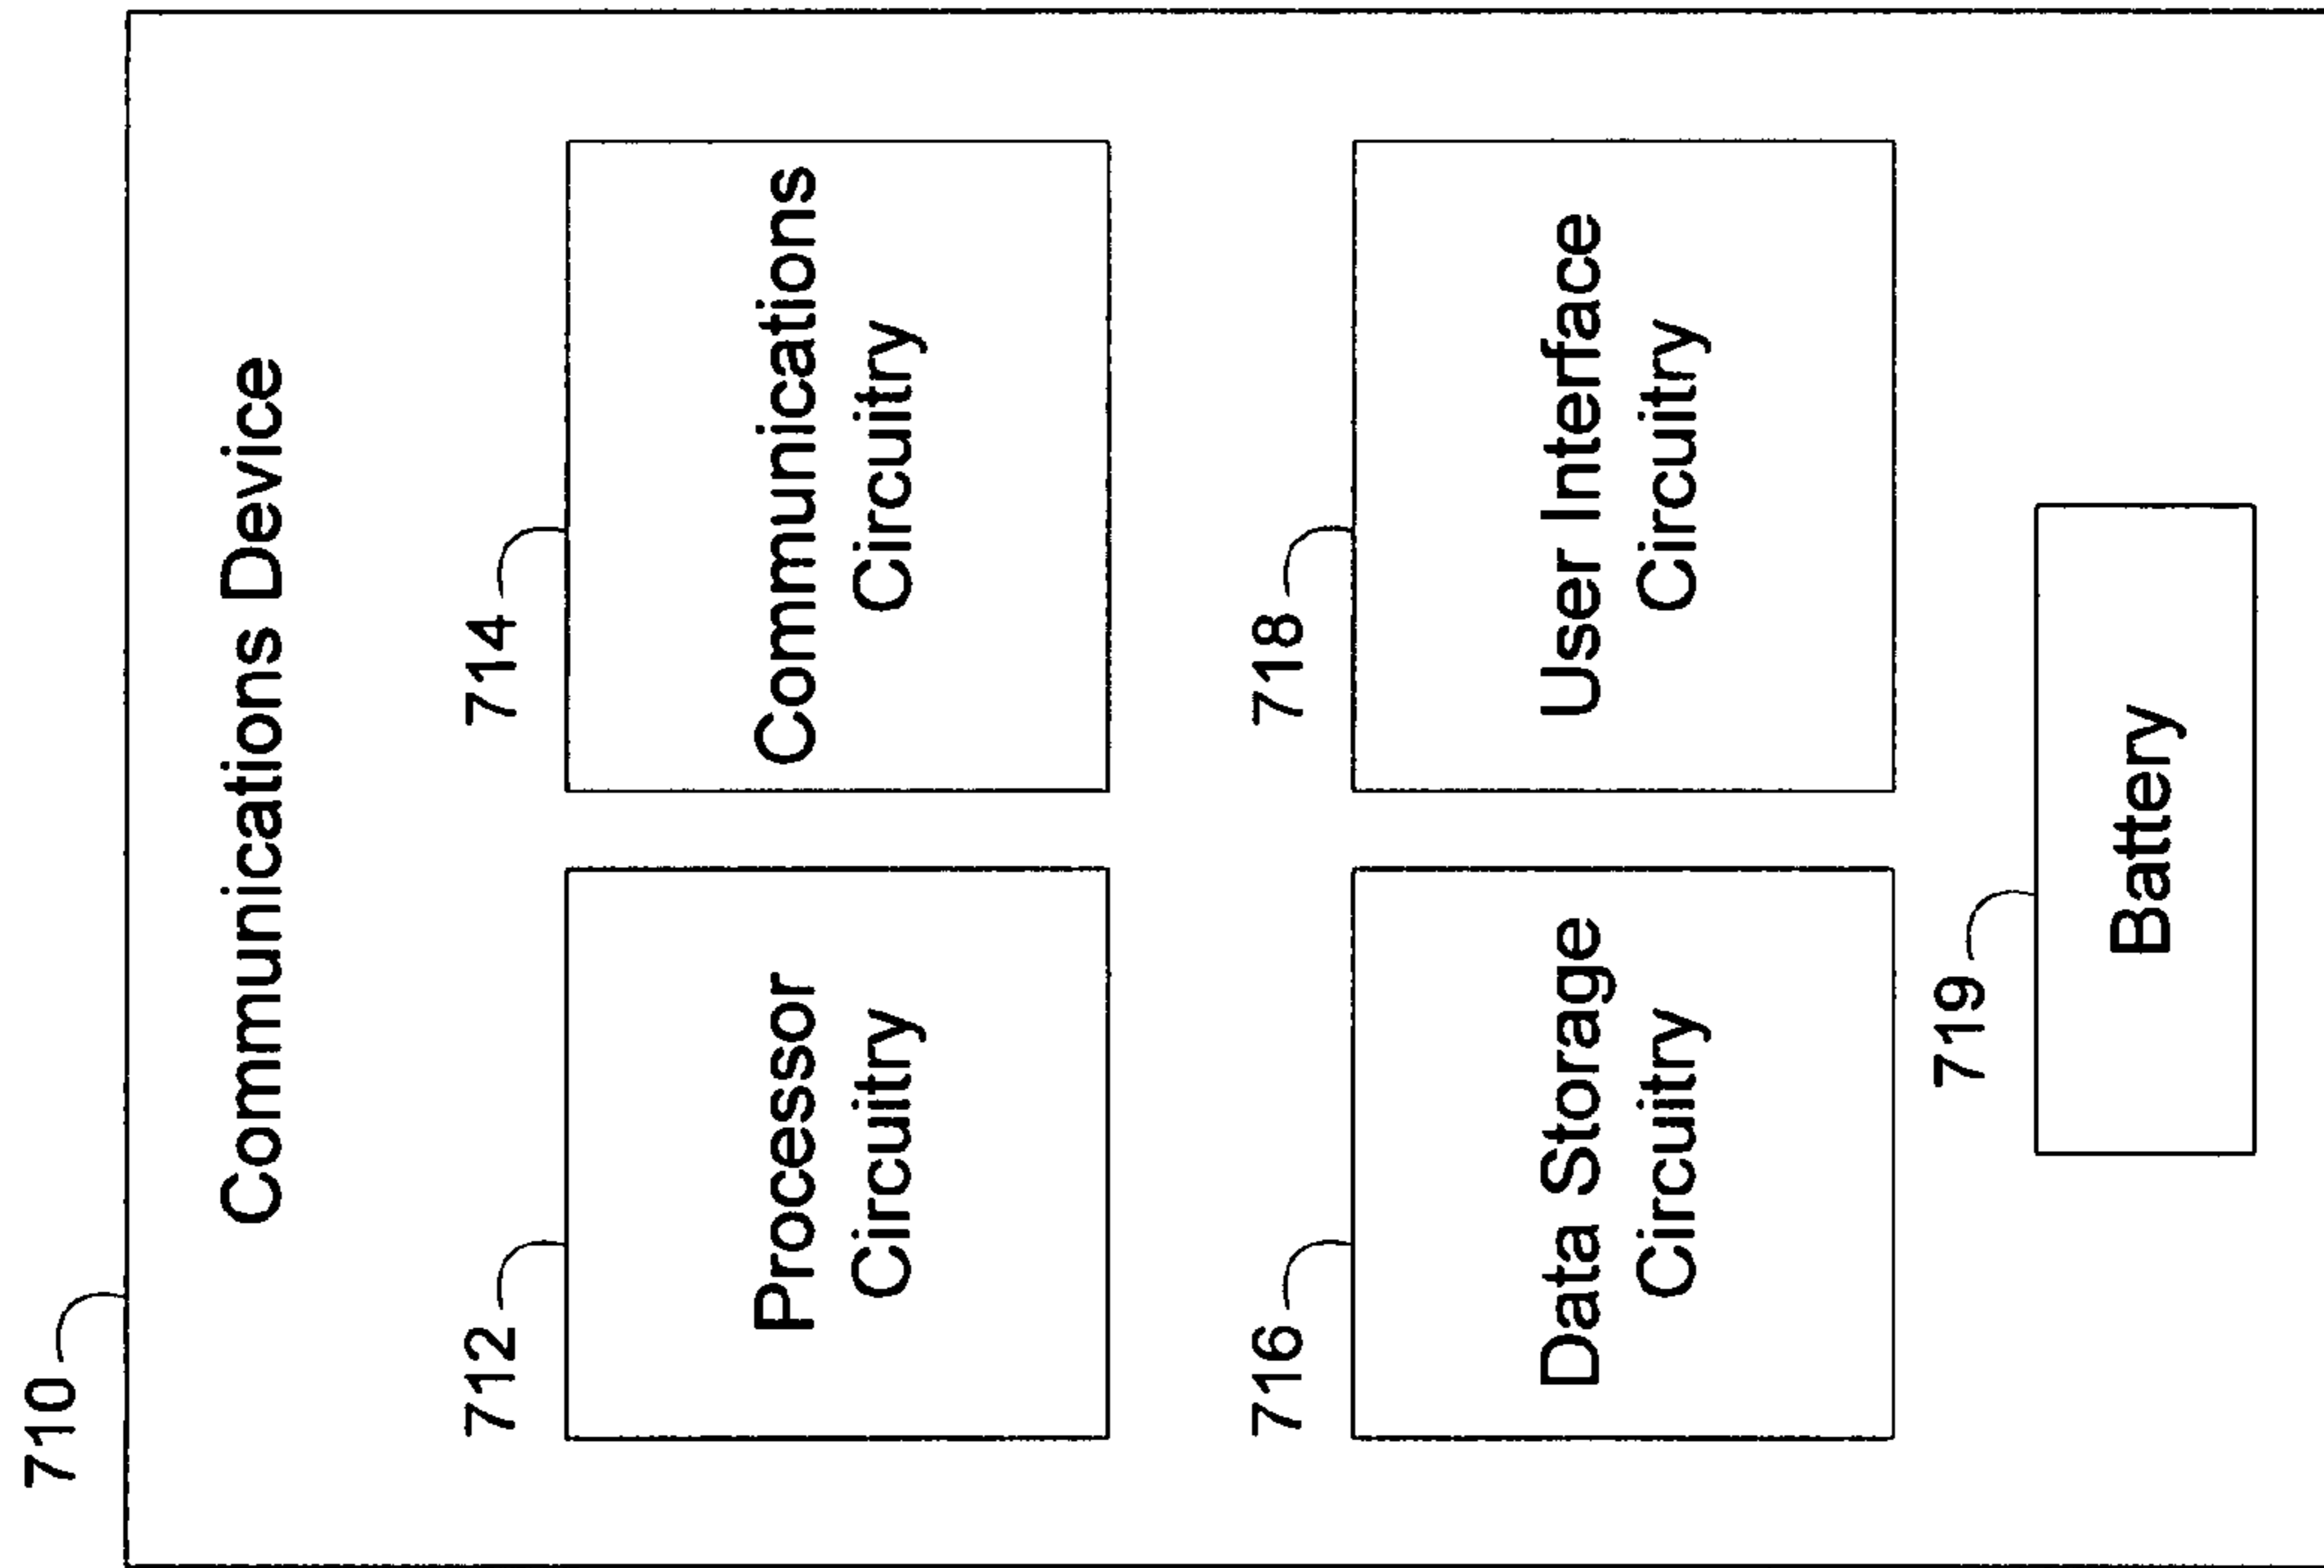 710
Communications Device
712
714
Processor
Circuitry
Communications
Circuitry
716
718
Data Storage
Circuitry
User Interface
Circuitry
719
Battery